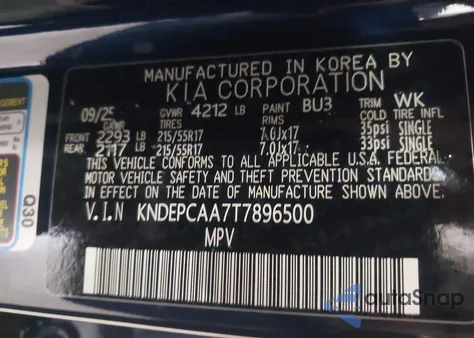 MANUFACTURED IN KOREA BY
KIA CORPORATION
09/25 GVWR 4212 LB PAINT BU3 TRIM WK
GAWR TIRES RIMS COLD TIRE INFL
FRONT 2293 LB 215/55R17 7.0Jx17 35psi SINGLE
REAR 2117 LB 215/55R17 7.0Jx17 33psi SINGLE
THIS VEHICLE CONFORMS TO ALL APPLICABLE U.S.A. FEDERAL
MOTOR VEHICLE SAFETY AND THEFT PREVENTION STANDARDS
IN EFFECT ON THE DATE OF MANUFACTURE SHOWN ABOVE.
V.I.N KNDEPCAA7T7896500
MPV
Q30
autoSnap